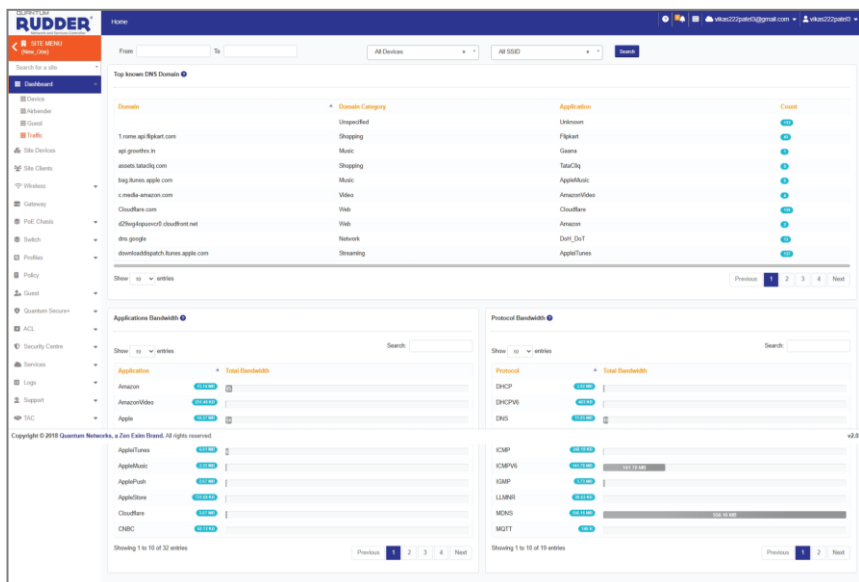 QUANTUM
RUDDER
Home
vikas222patel3@gmail.com
vikas222patel3
SITE MENU
(New_One)
Search for a site
Dashboard
Device
Airbender
Guest
Traffic
Site Devices
Site Clients
Wireless
Gateway
PoE Chasis
Switch
Profiles
Policy
Guest
Quantum Secure+
ACL
Security Centre
Services
Logs
Support
TAC
From To All Devices x All SSID x Search
Top known DNS Domain
Domain Domain Category Application Count
Unspecified Unknown
1.rome.api.flipkart.com Shopping Flipkart
api.growthrx.in Music Gaana
assets.tatacliq.com Shopping TataCliq
bag.itunes.apple.com Music AppleMusic
c.media-amazon.com Video AmazonVideo
Cloudflare.com Web Cloudflare
d29wg4opuovcr6.cloudfront.net Web Amazon
dns.google Network DoH_DoT
downloaddispatch.itunes.apple.com Streaming AppleiTunes
Show 10 entries
Previous 1 2 3 4 Next
Applications Bandwidth
Show 10 entries Search:
Application Total Bandwidth
Amazon
AmazonVideo
Apple
Protocol Bandwidth
Show 10 entries Search:
Protocol Total Bandwidth
DHCP
DHCPV6
DNS
Copyright © 2018 Quantum Networks, a Zen Exim Brand. All rights reserved. v2.0
AppleiTunes
AppleMusic
ApplePush
AppleStore
Cloudflare
CNBC
Showing 1 to 10 of 32 entries
Previous 1 2 3 4 Next
ICMP
ICMPV6
IGMP
LLMNR
MDNS
MQTT
Showing 1 to 10 of 19 entries
Previous 1 2 Next